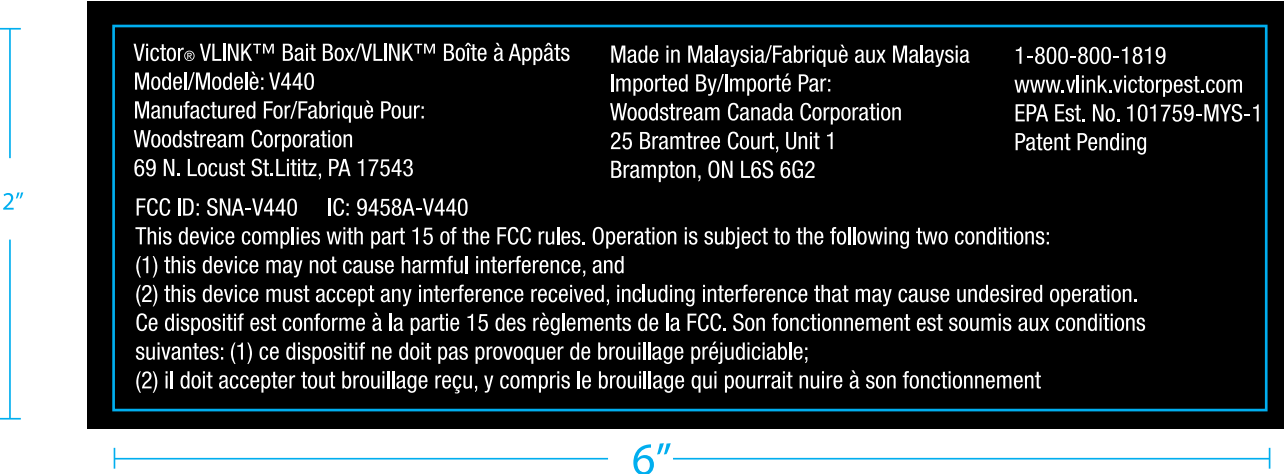 Victor® VLINK™ Bait Box/VLINK™ Boîte à Appâts
Model/Modelè: V440
Manufactured For/Fabriquè Pour:
Woodstream Corporation
69 N. Locust St.Lititz, PA 17543
Made in Malaysia/Fabriquè aux Malaysia
Imported By/Importé Par:
Woodstream Canada Corporation
25 Bramtree Court, Unit 1
Brampton, ON L6S 6G2
1-800-800-1819
www.vlink.victorpest.com
EPA Est. No. 101759-MYS-1
Patent Pending
FCC ID: SNA-V440 IC: 9458A-V440
This device complies with part 15 of the FCC rules. Operation is subject to the following two conditions:
(1) this device may not cause harmful interference, and
(2) this device must accept any interference received, including interference that may cause undesired operation.
Ce dispositif est conforme à la partie 15 des règlements de la FCC. Son fonctionnement est soumis aux conditions
suivantes: (1) ce dispositif ne doit pas provoquer de brouillage préjudiciable;
(2) il doit accepter tout brouillage reçu, y compris le brouillage qui pourrait nuire à son fonctionnement
2"
6"